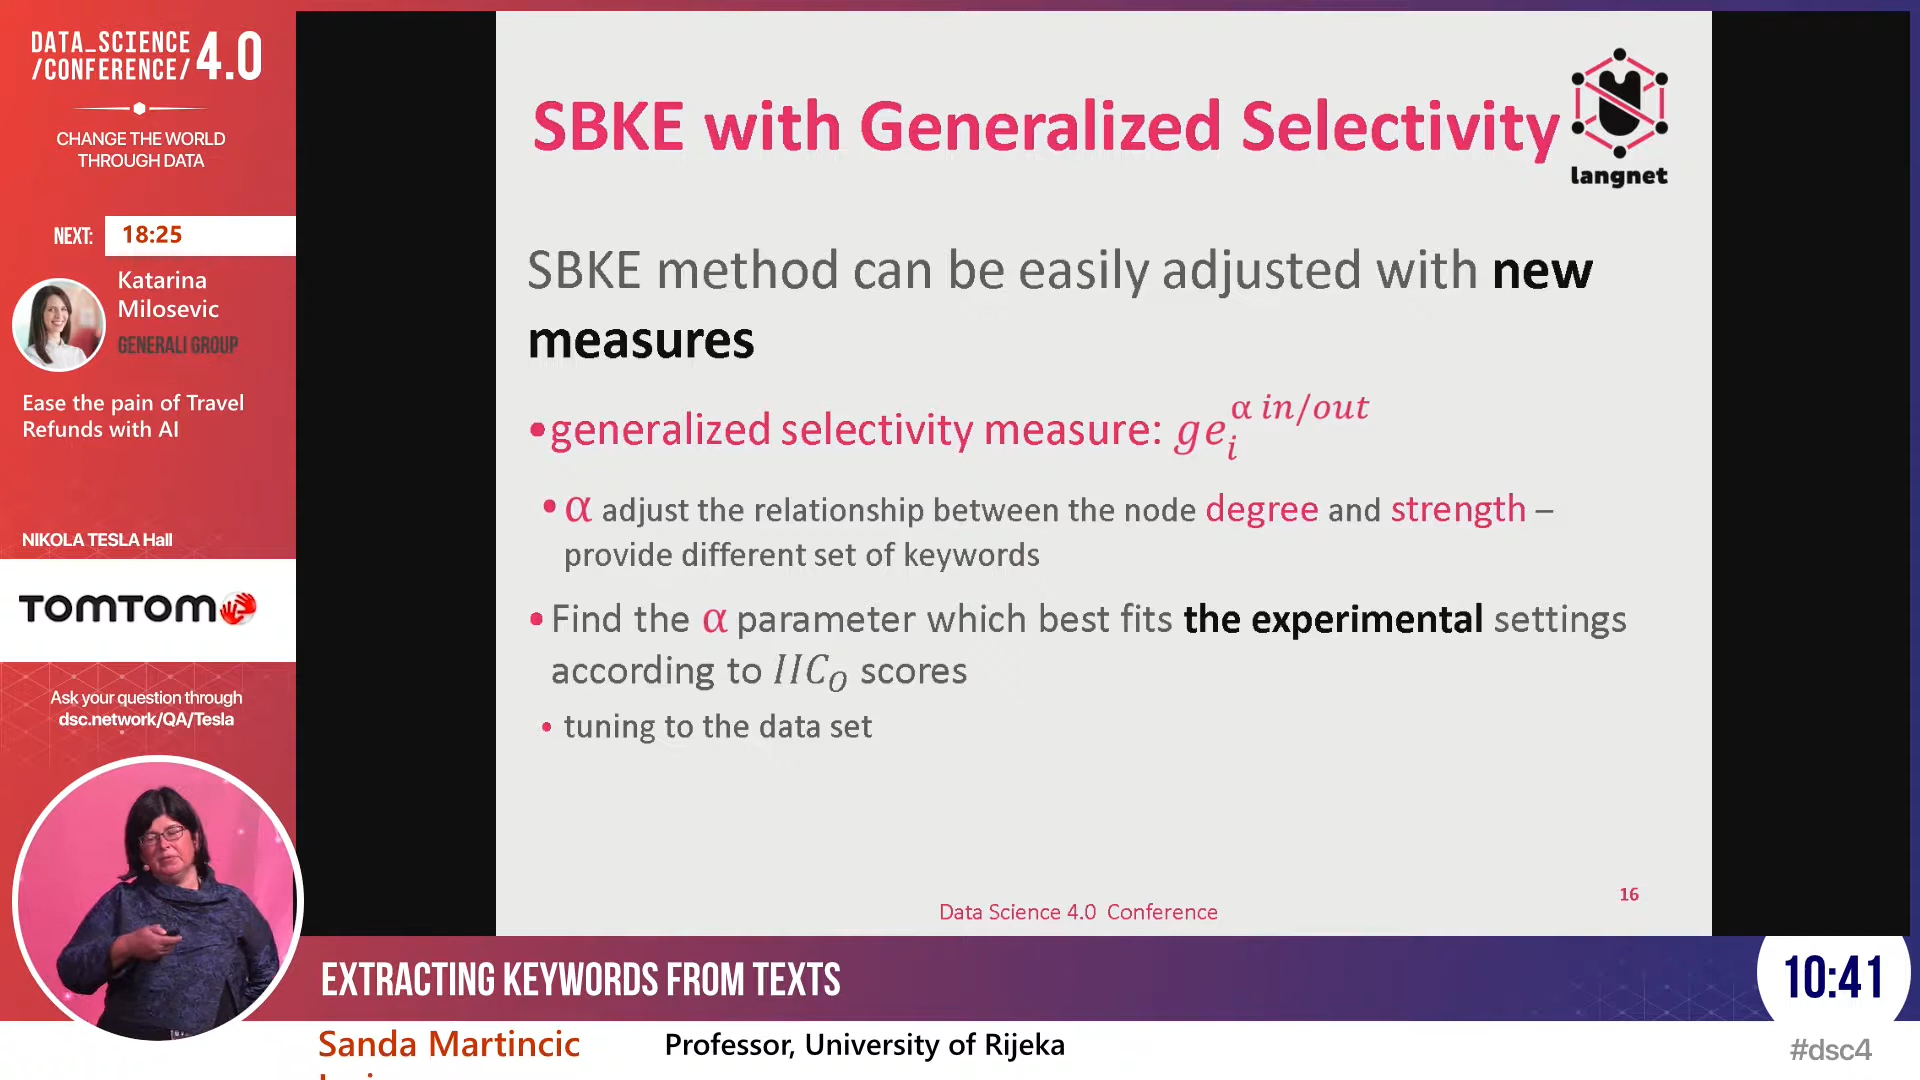 DATA_SCIENCE
/CONFERENCE/ 4.0
CHANGE THE WORLD
THROUGH DATA
NEXT: 18:25
Katarina
Milosevic
GENERALI GROUP
Ease the pain of Travel
Refunds with AI
NIKOLA TESLA Hall
TOMTOM
Ask your question through
dsc.network/QA/Tesla
SBKE with Generalized Selectivity
langnet
SBKE method can be easily adjusted with new
measures
•generalized selectivity measure: ge_i^{α in/out}
• α adjust the relationship between the node degree and strength –
provide different set of keywords
• Find the α parameter which best fits the experimental settings
according to IIC_O scores
• tuning to the data set
16
Data Science 4.0 Conference
EXTRACTING KEYWORDS FROM TEXTS
10:41
Sanda Martincic
Professor, University of Rijeka
#dsc4